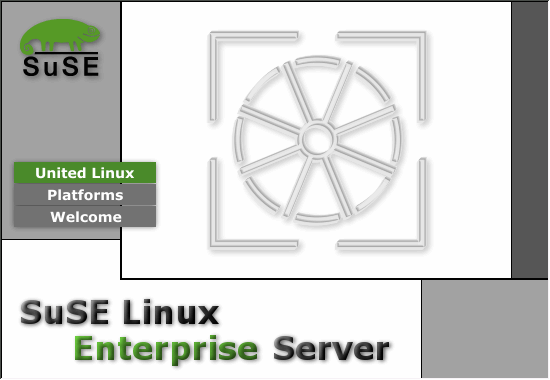 SuSE
United Linux
Platforms
Welcome
SuSE Linux
Enterprise Server